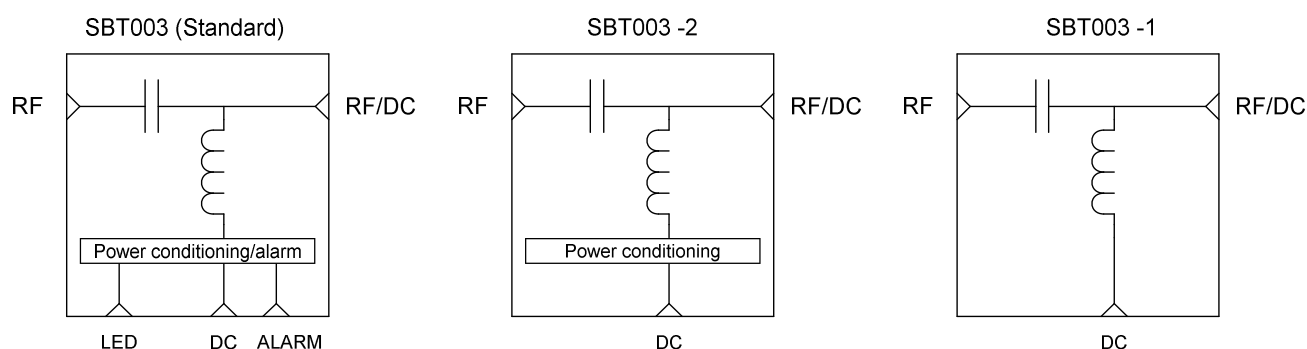 SBT003 (Standard)
SBT003 -2
SBT003 -1
RF
RF/DC
RF
RF/DC
RF
RF/DC
Power conditioning/alarm
Power conditioning
LED
DC
ALARM
DC
DC